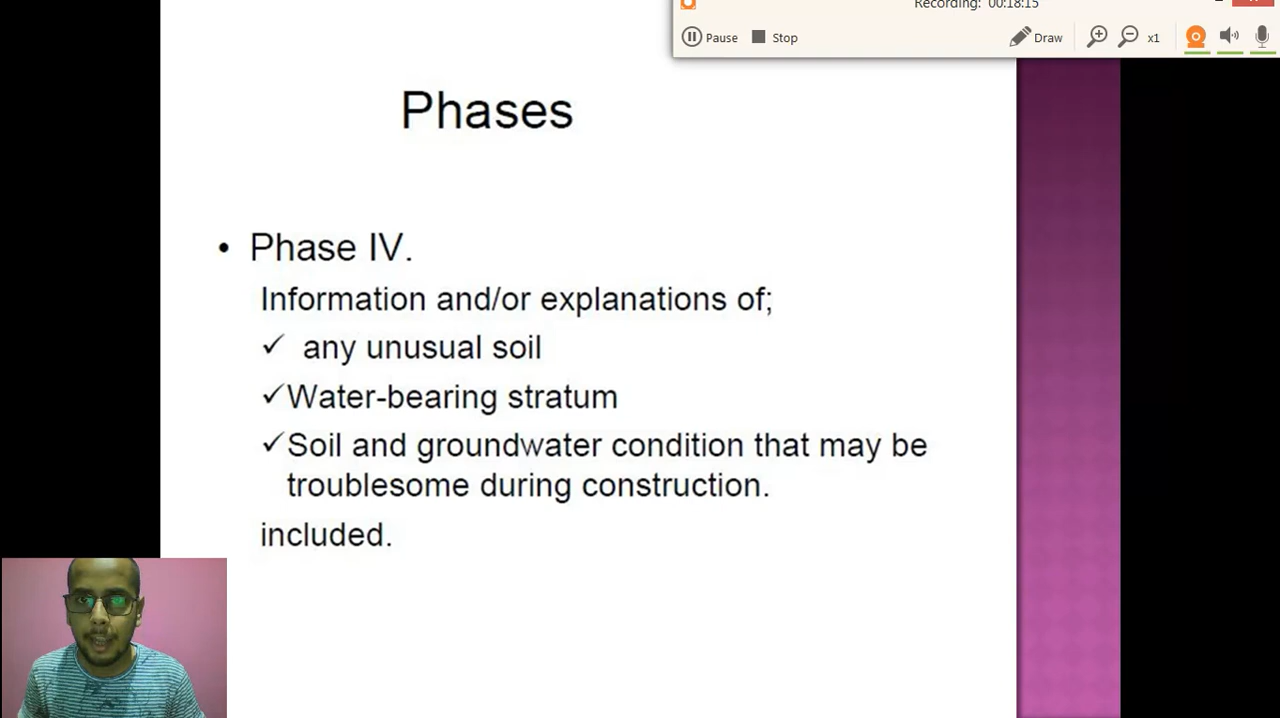 Recording: 00:18:15
Pause Stop Draw x1
Phases
• Phase IV.
Information and/or explanations of;
✓ any unusual soil
✓Water-bearing stratum
✓Soil and groundwater condition that may be
troublesome during construction.
included.